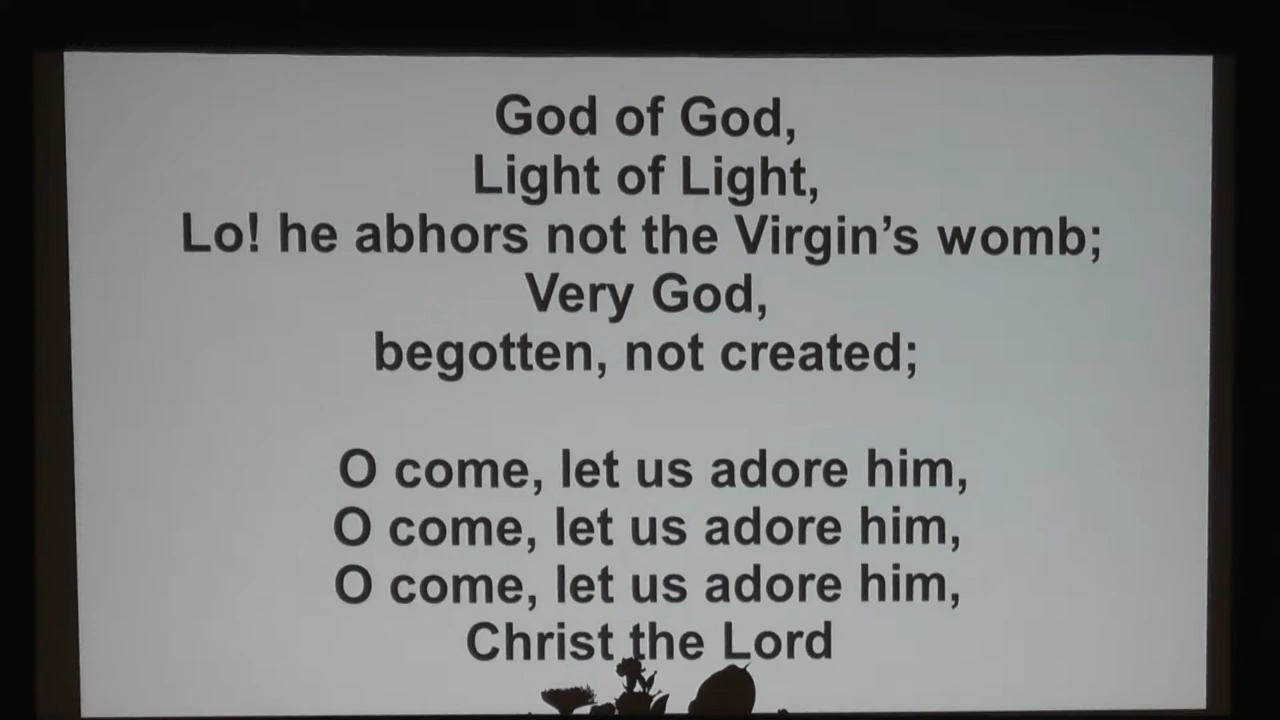 God of God,
Light of Light,
Lo! he abhors not the Virgin’s womb;
Very God,
begotten, not created;
O come, let us adore him,
O come, let us adore him,
O come, let us adore him,
Christ the Lord